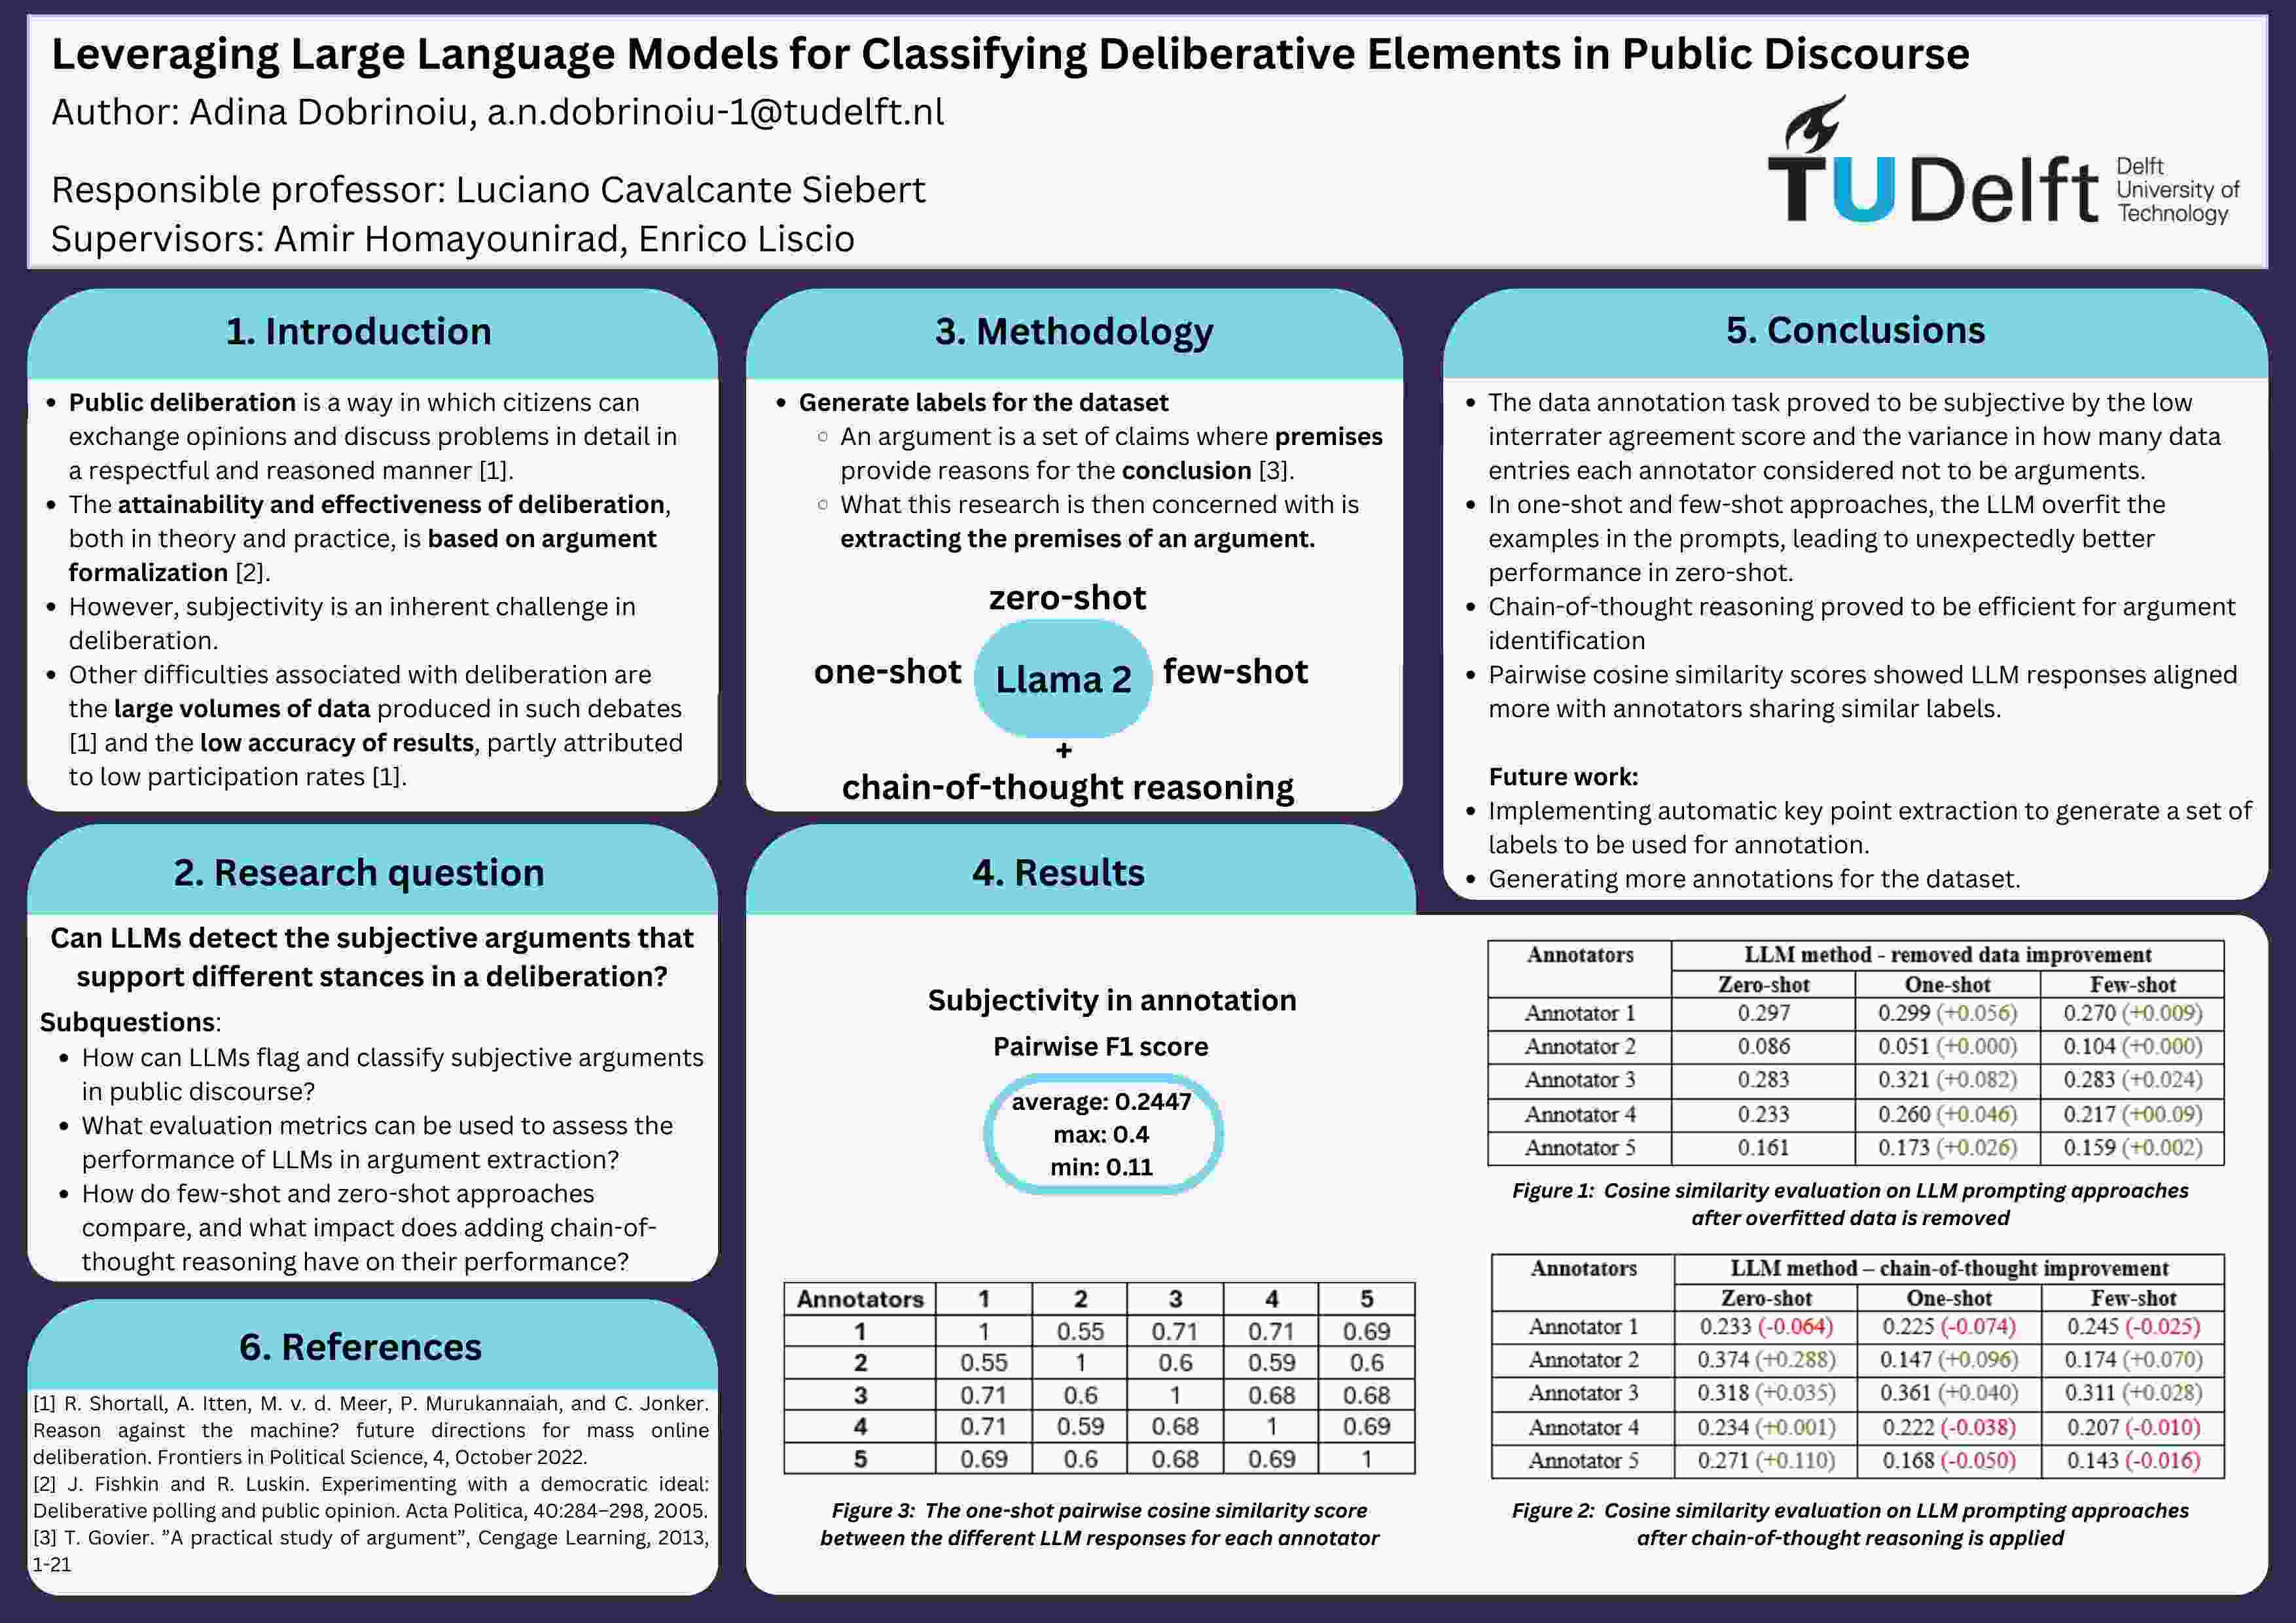 Leveraging Large Language Models for Classifying Deliberative Elements in Public Discourse
Author: Adina Dobrinoiu, a.n.dobrinoiu-1@tudelft.nl
Responsible professor: Luciano Cavalcante Siebert
Supervisors: Amir Homayounirad, Enrico Liscio
TU Delft
Delft
University of
Technology
1. Introduction
• Public deliberation is a way in which citizens can
exchange opinions and discuss problems in detail in
a respectful and reasoned manner [1].
• The attainability and effectiveness of deliberation,
both in theory and practice, is based on argument
formalization [2].
• However, subjectivity is an inherent challenge in
deliberation.
• Other difficulties associated with deliberation are
the large volumes of data produced in such debates
[1] and the low accuracy of results, partly attributed
to low participation rates [1].
2. Research question
Can LLMs detect the subjective arguments that
support different stances in a deliberation?
Subquestions:
• How can LLMs flag and classify subjective arguments
in public discourse?
• What evaluation metrics can be used to assess the
performance of LLMs in argument extraction?
• How do few-shot and zero-shot approaches
compare, and what impact does adding chain-of-
thought reasoning have on their performance?
3. Methodology
• Generate labels for the dataset
○ An argument is a set of claims where premises
provide reasons for the conclusion [3].
○ What this research is then concerned with is
extracting the premises of an argument.
zero-shot
one-shot Llama 2 few-shot
+
chain-of-thought reasoning
4. Results
Subjectivity in annotation
Pairwise F1 score
average: 0.2447
max: 0.4
min: 0.11
Annotators 1 2 3 4 5
1 1 0.55 0.71 0.71 0.69
2 0.55 1 0.6 0.59 0.6
3 0.71 0.6 1 0.68 0.68
4 0.71 0.59 0.68 1 0.69
5 0.69 0.6 0.68 0.69 1
Figure 3: The one-shot pairwise cosine similarity score
between the different LLM responses for each annotator
Annotators LLM method - removed data improvement
Zero-shot One-shot Few-shot
Annotator 1 0.297 0.299 (+0.056) 0.270 (+0.009)
Annotator 2 0.086 0.051 (+0.000) 0.104 (+0.000)
Annotator 3 0.283 0.321 (+0.082) 0.283 (+0.024)
Annotator 4 0.233 0.260 (+0.046) 0.217 (+00.09)
Annotator 5 0.161 0.173 (+0.026) 0.159 (+0.002)
Figure 1: Cosine similarity evaluation on LLM prompting approaches
after overfitted data is removed
Annotators LLM method – chain-of-thought improvement
Zero-shot One-shot Few-shot
Annotator 1 0.233 (-0.064) 0.225 (-0.074) 0.245 (-0.025)
Annotator 2 0.374 (+0.288) 0.147 (+0.096) 0.174 (+0.070)
Annotator 3 0.318 (+0.035) 0.361 (+0.040) 0.311 (+0.028)
Annotator 4 0.234 (+0.001) 0.222 (-0.038) 0.207 (-0.010)
Annotator 5 0.271 (+0.110) 0.168 (-0.050) 0.143 (-0.016)
Figure 2: Cosine similarity evaluation on LLM prompting approaches
after chain-of-thought reasoning is applied
5. Conclusions
• The data annotation task proved to be subjective by the low
interrater agreement score and the variance in how many data
entries each annotator considered not to be arguments.
• In one-shot and few-shot approaches, the LLM overfit the
examples in the prompts, leading to unexpectedly better
performance in zero-shot.
• Chain-of-thought reasoning proved to be efficient for argument
identification
• Pairwise cosine similarity scores showed LLM responses aligned
more with annotators sharing similar labels.
Future work:
• Implementing automatic key point extraction to generate a set of
labels to be used for annotation.
• Generating more annotations for the dataset.
6. References
[1] R. Shortall, A. Itten, M. v. d. Meer, P. Murukannaiah, and C. Jonker.
Reason against the machine? future directions for mass online
deliberation. Frontiers in Political Science, 4, October 2022.
[2] J. Fishkin and R. Luskin. Experimenting with a democratic ideal:
Deliberative polling and public opinion. Acta Politica, 40:284–298, 2005.
[3] T. Govier. ”A practical study of argument”, Cengage Learning, 2013,
1-21